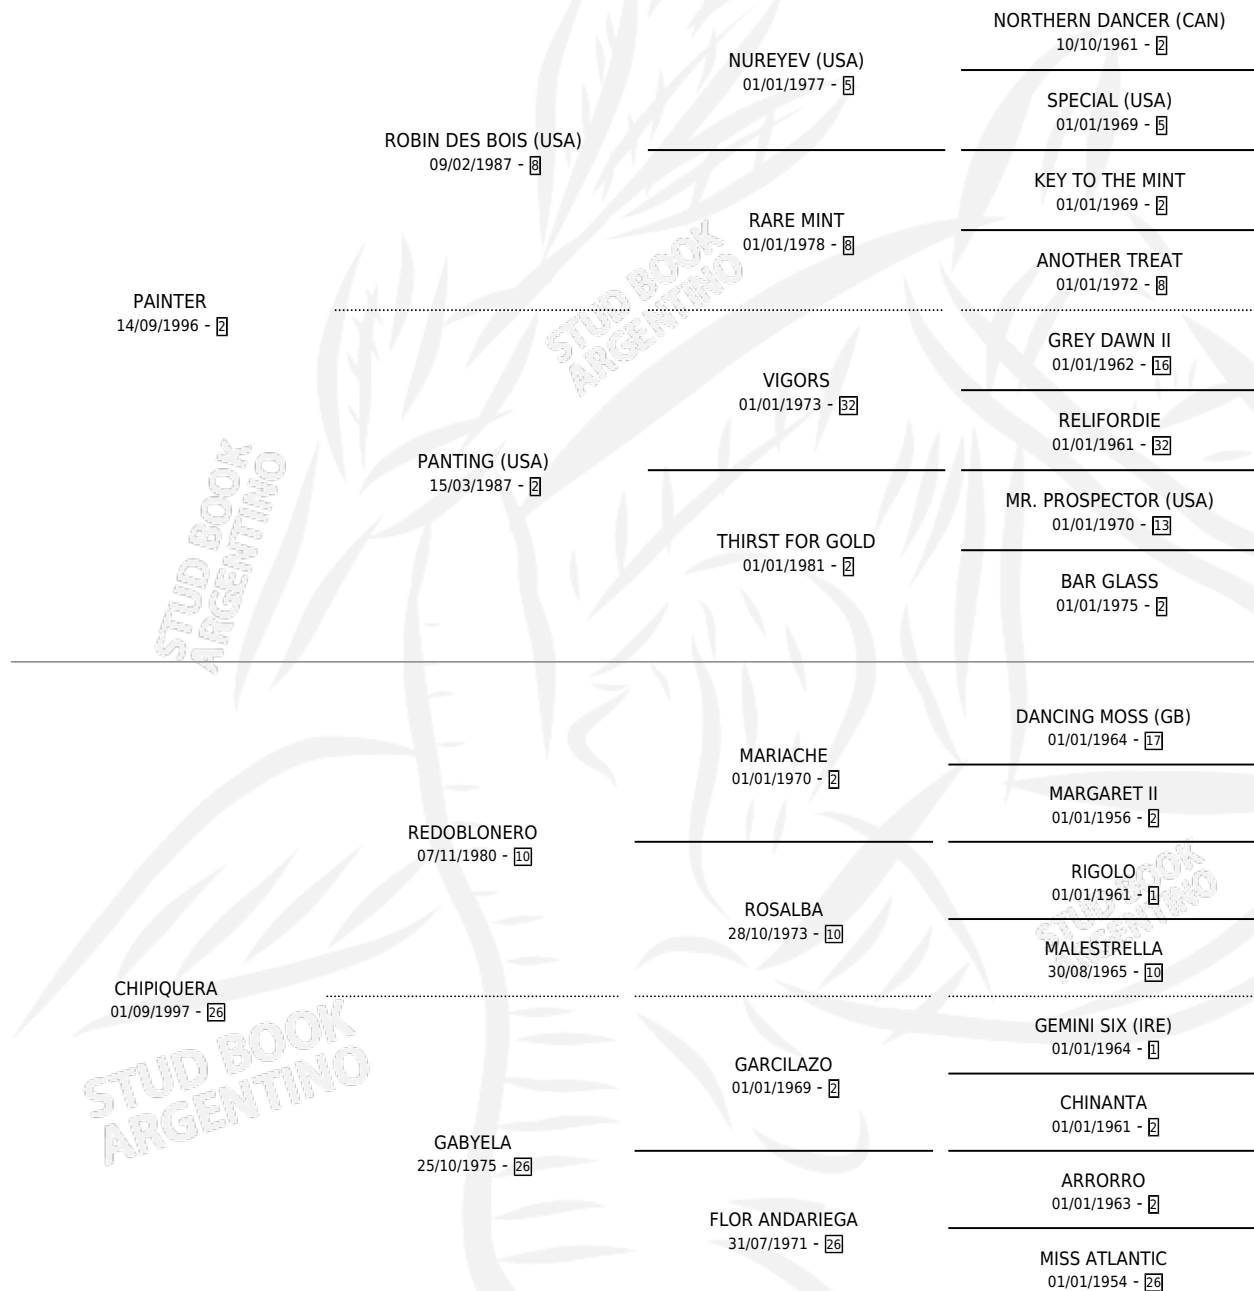 NORTHERN DANCER (CAN)
10/10/1961 - 2
NUREYEV (USA)
01/01/1977 - 5
SPECIAL (USA)
01/01/1969 - 5
ROBIN DES BOIS (USA)
09/02/1987 - 8
KEY TO THE MINT
01/01/1969 - 2
RARE MINT
01/01/1978 - 8
ANOTHER TREAT
01/01/1972 - 8
PAINTER
14/09/1996 - 2
GREY DAWN II
01/01/1962 - 16
VIGORS
01/01/1973 - 32
RELIFORDIE
01/01/1961 - 32
PANTING (USA)
15/03/1987 - 2
MR. PROSPECTOR (USA)
01/01/1970 - 13
THIRST FOR GOLD
01/01/1981 - 2
BAR GLASS
01/01/1975 - 2
DANCING MOSS (GB)
01/01/1964 - 17
MARIACHE
01/01/1970 - 2
MARGARET II
01/01/1956 - 2
REDOBLONERO
07/11/1980 - 10
RIGOLO
01/01/1961 - 1
ROSALBA
28/10/1973 - 10
MALESTRELLA
30/08/1965 - 10
CHIPIQUERA
01/09/1997 - 26
GEMINI SIX (IRE)
01/01/1964 - 1
GARCILAZO
01/01/1969 - 2
CHINANTA
01/01/1961 - 2
GABYELA
25/10/1975 - 26
ARRORRO
01/01/1963 - 2
FLOR ANDARIEGA
31/07/1971 - 26
MISS ATLANTIC
01/01/1954 - 26
STUD BOOK
ARGENTINO
STUD BOOK
ARGENTINO
STUD BOOK
ARGENTINO
STUD BOOK
ARGENTINO